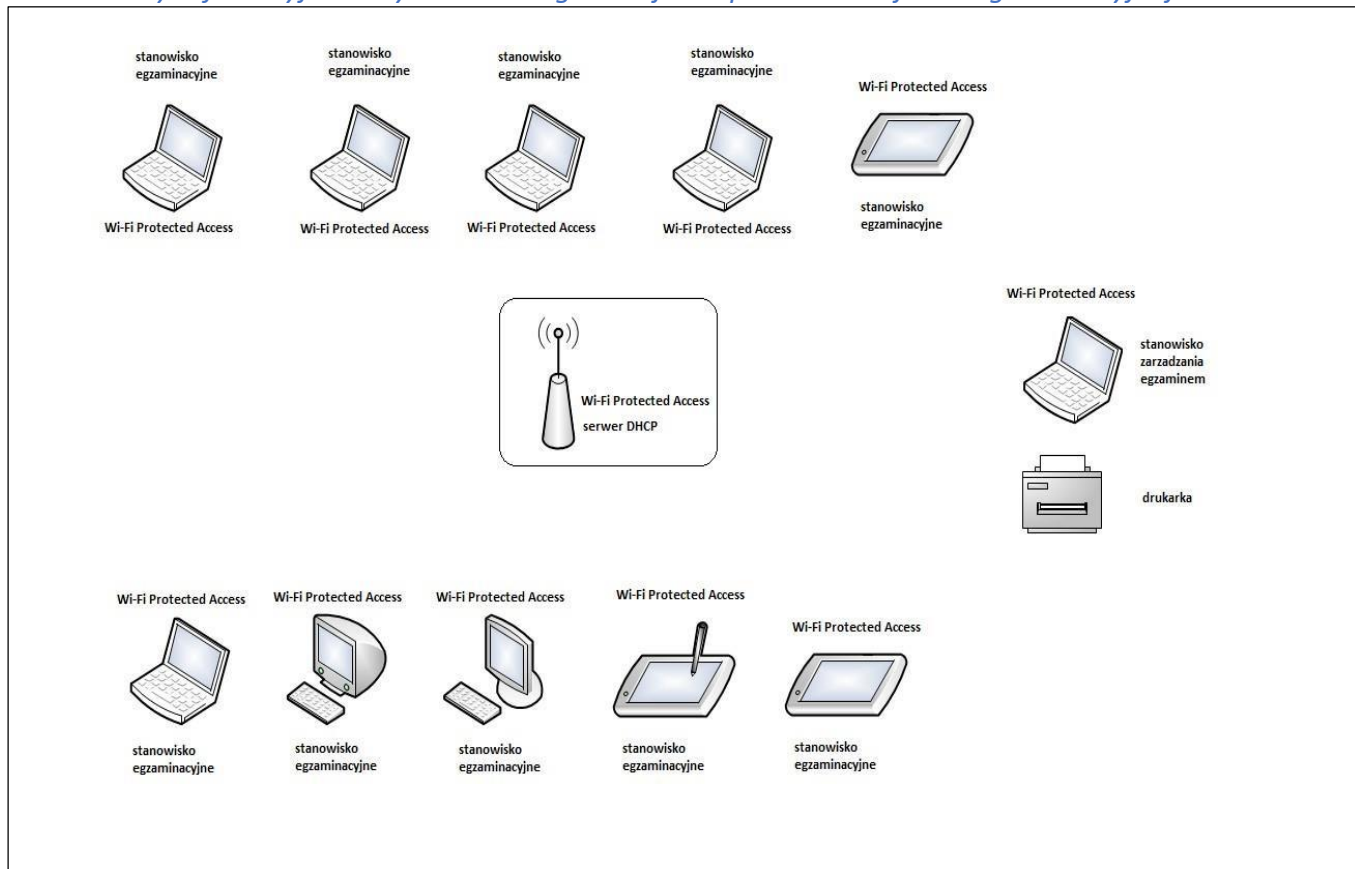 stanowisko
egzaminacyjne
stanowisko
egzaminacyjne
stanowisko
egzaminacyjne
stanowisko
egzaminacyjne
Wi-Fi Protected Access
Wi-Fi Protected Access
Wi-Fi Protected Access
Wi-Fi Protected Access
Wi-Fi Protected Access
stanowisko
egzaminacyjne
Wi-Fi Protected Access
stanowisko
zarzadzania
egzaminem
Wi-Fi Protected Access
serwer DHCP
drukarka
Wi-Fi Protected Access
Wi-Fi Protected Access
Wi-Fi Protected Access
Wi-Fi Protected Access
Wi-Fi Protected Access
stanowisko
egzaminacyjne
stanowisko
egzaminacyjne
stanowisko
egzaminacyjne
stanowisko
egzaminacyjne
stanowisko
egzaminacyjne